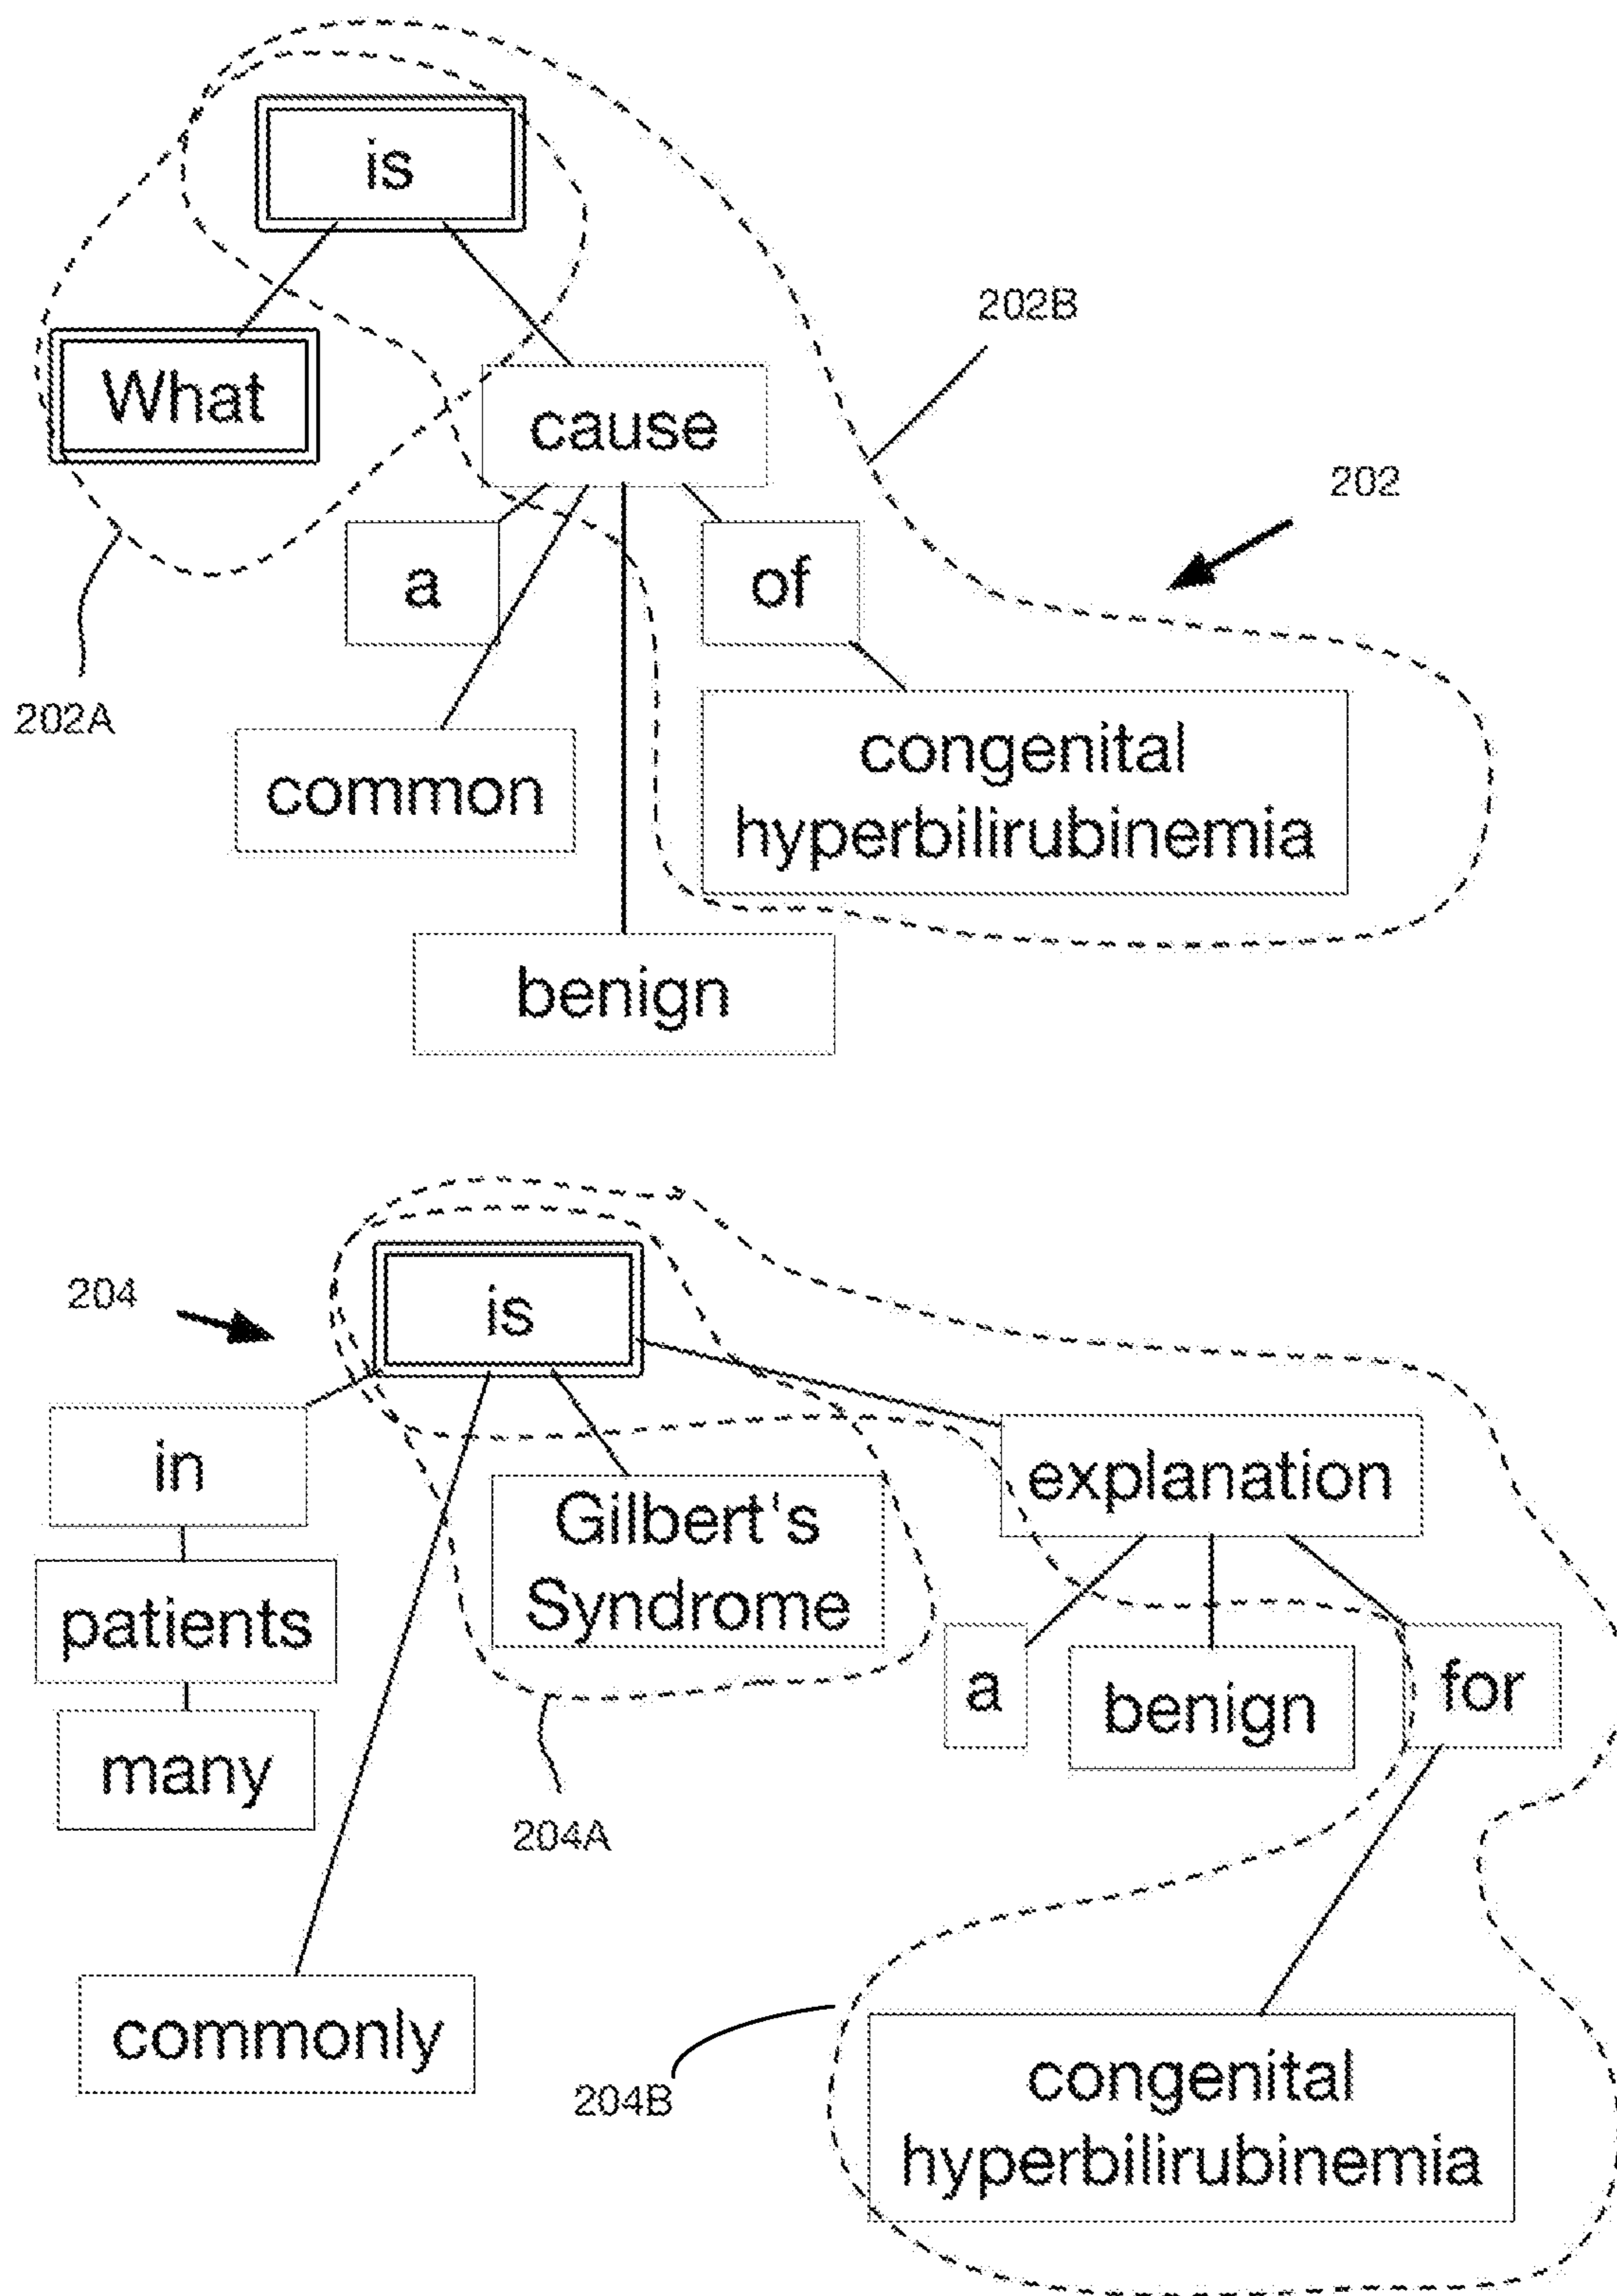 is
202B
What
cause
202
a
of
202A
common
congenital
hyperbilirubinemia
benign
204
is
in
explanation
Gilbert's
Syndrome
patients
a
benign
for
many
204A
commonly
204B
congenital
hyperbilirubinemia